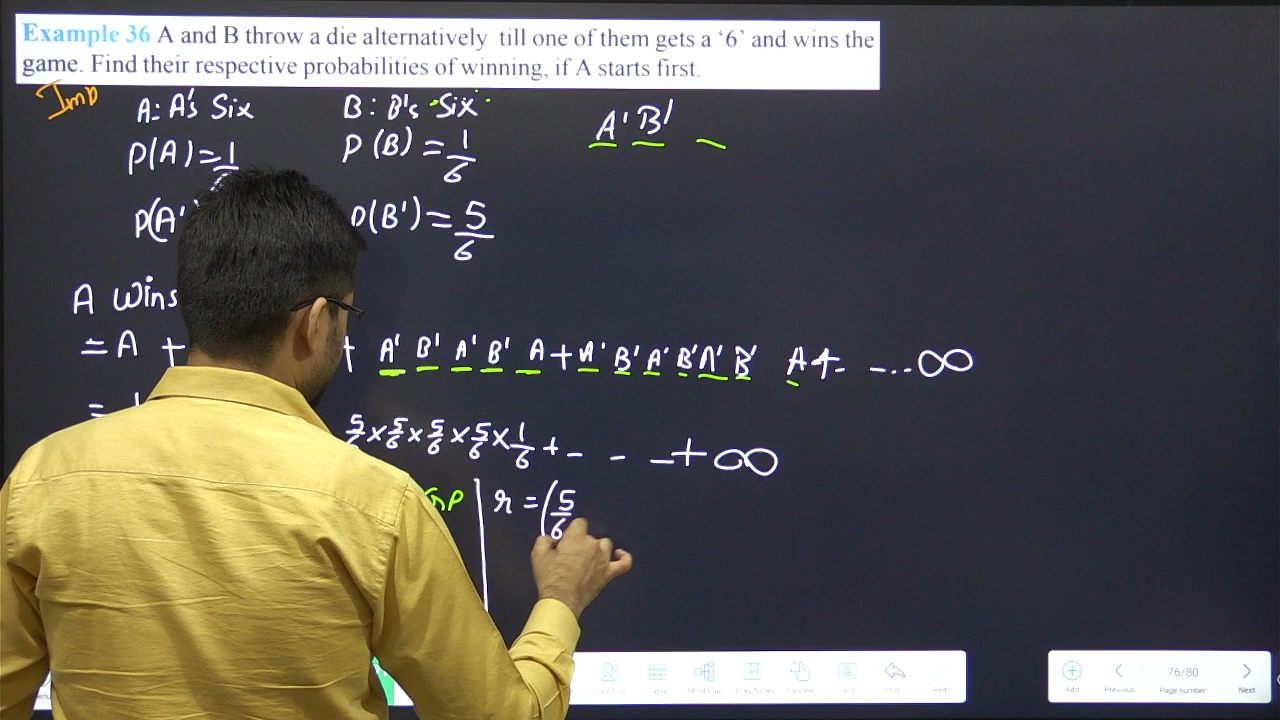 Example 36 A and B throw a die alternatively till one of them gets a ‘6’ and wins the
game. Find their respective probabilities of winning, if A starts first.
Imp
A: A's Six B: B's Six
A' B'
P(A) = 1 P(B) = 1/6
P(A' P(B') = 5/6
A wins
= A + + A' B' A' B' A + A' B' A' B' A' B' A + - ... ∞
=
5/6 × 5/6 × 5/6 × 5/6 × 1/6 + - - - + ∞
GP r = (5/6
Add Previous 76/80 Next
Page number